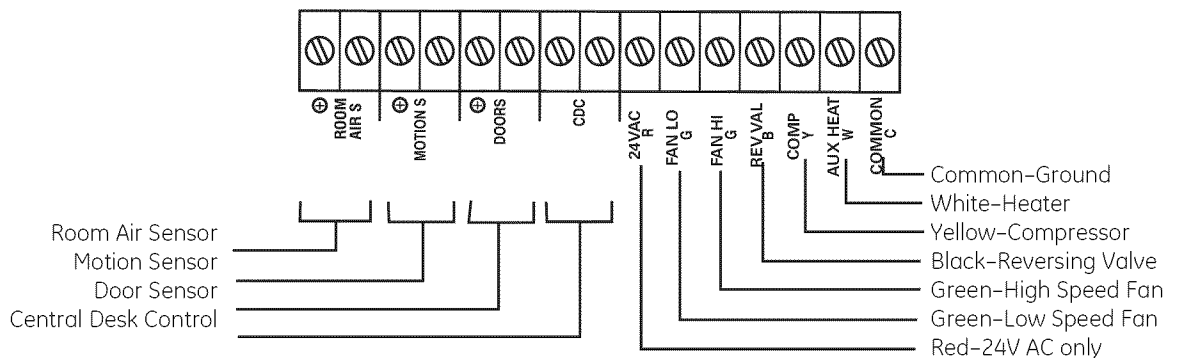 ⊕
ROOM
AIR S
⊕
MOTION S
⊕
DOORS
CDC
24VAC
R
FAN LO
G
FAN HI
G
REV VAL
B
COMP
Y
AUX HEAT
W
COMMON
C
Room Air Sensor
Motion Sensor
Door Sensor
Central Desk Control
Common–Ground
White–Heater
Yellow–Compressor
Black–Reversing Valve
Green–High Speed Fan
Green–Low Speed Fan
Red–24V AC only